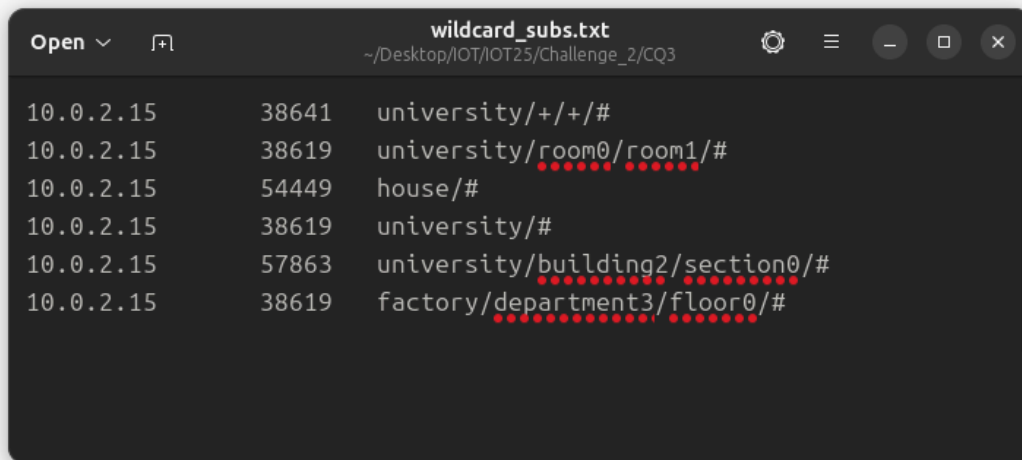 Open
wildcard_subs.txt
~/Desktop/IOT/IOT25/Challenge_2/CQ3
10.0.2.15 38641 university/+/+/#
10.0.2.15 38619 university/room0/room1/#
10.0.2.15 54449 house/#
10.0.2.15 38619 university/#
10.0.2.15 57863 university/building2/section0/#
10.0.2.15 38619 factory/department3/floor0/#